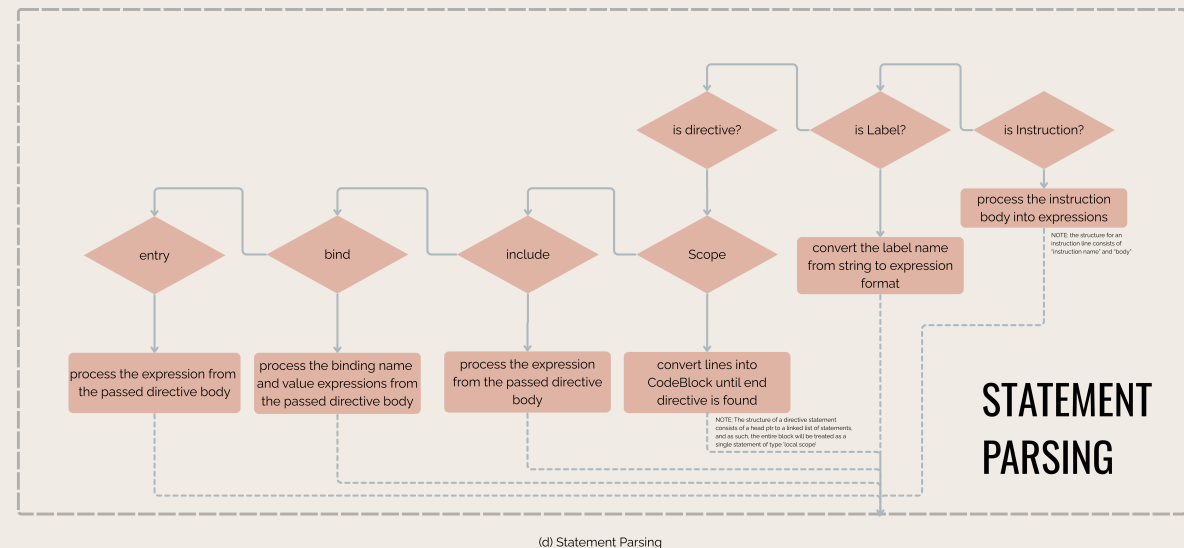 is directive?
is Label?
is Instruction?
process the instruction
body into expressions
NOTE: the structure for an
instruction line consists of
"instruction name" and "body"
entry
bind
include
Scope
convert the label name
from string to expression
format
process the expression from
the passed directive body
process the binding name
and value expressions from
the passed directive body
process the expression
from the passed directive
body
convert lines into
CodeBlock until end
directive is found
NOTE: The structure of a directive statement
consists of a head ptr to a linked list of statements,
and as such, the entire block will be treated as a
single statement of type 'local scope'
STATEMENT
PARSING
(d) Statement Parsing